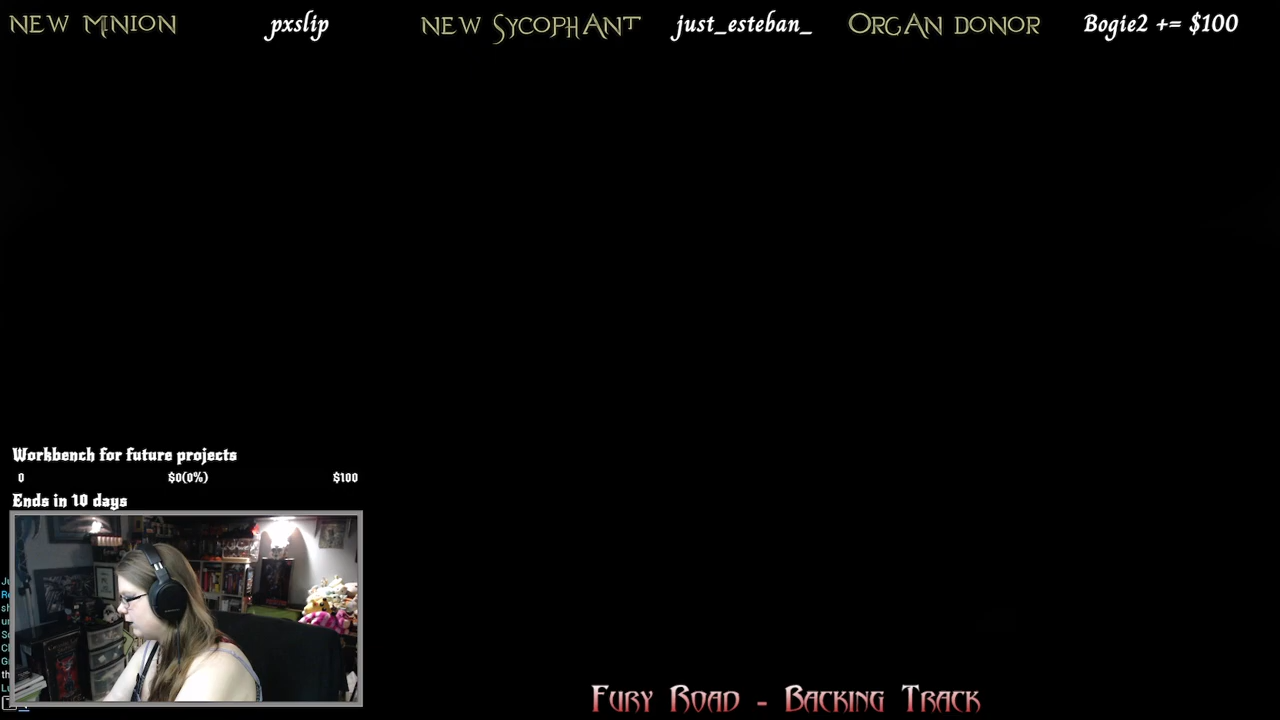 NEW MINION pxslip NEW SYCOPHANT just_esteban_ ORGAN DONOR Bogie2 += $100
Workbench for future projects
0 $0(0%) $100
Ends in 10 days
Fury Road - Backing Track